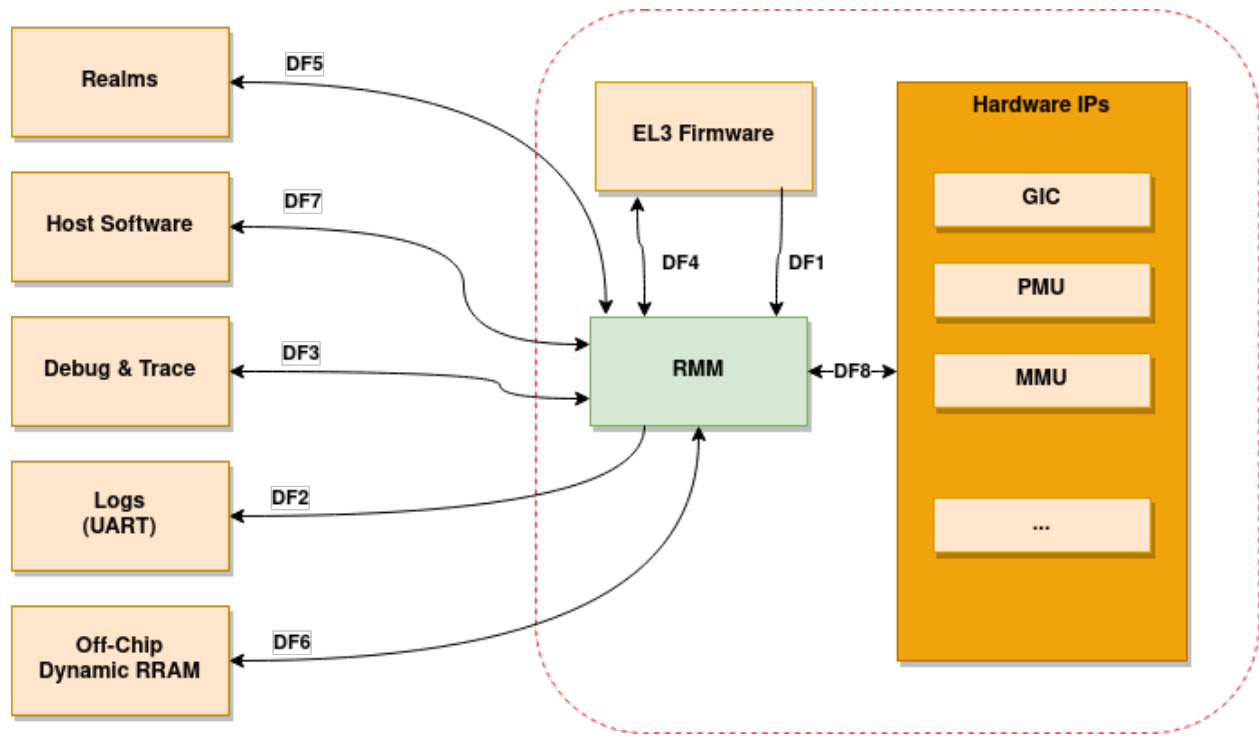 Realms
DF5
Host Software
DF7
Debug & Trace
DF3
Logs
(UART)
DF2
Off-Chip
Dynamic RRAM
DF6
EL3 Firmware
DF4
DF1
RMM
DF8
Hardware IPs
GIC
PMU
MMU
...